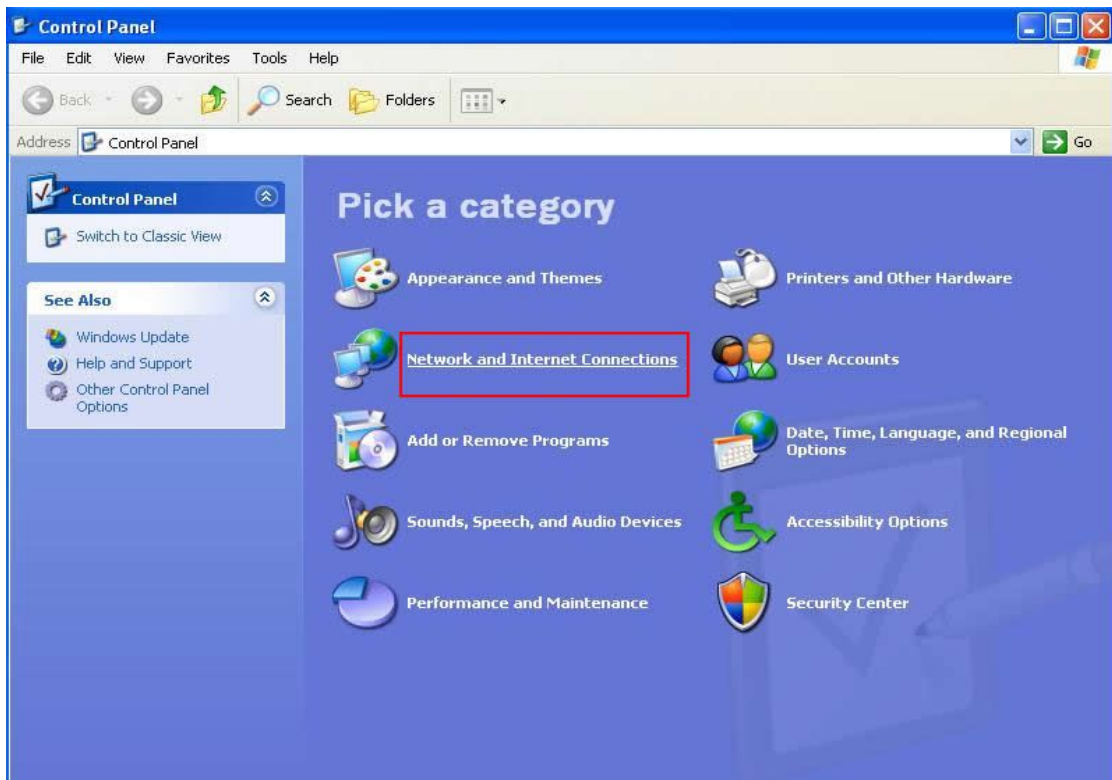 Control Panel
File Edit View Favorites Tools Help
Back Search Folders
Address Control Panel Go
Control Panel
Switch to Classic View
See Also
Windows Update
Help and Support
Other Control Panel
Options
Pick a category
Appearance and Themes
Printers and Other Hardware
Network and Internet Connections
User Accounts
Add or Remove Programs
Date, Time, Language, and Regional
Options
Sounds, Speech, and Audio Devices
Accessibility Options
Performance and Maintenance
Security Center